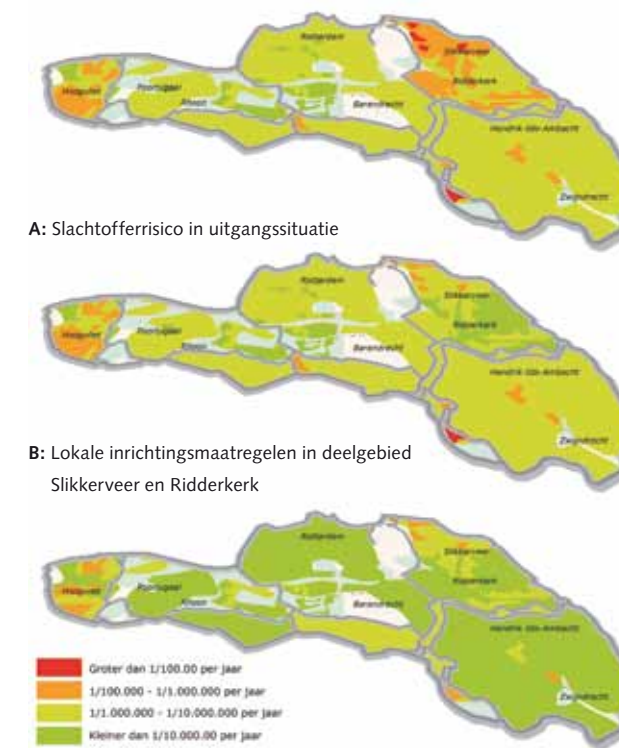 Rotterdam
Slikkerveer
Hoogvliet
Poortugaal
Ridderkerk
Rhoon
Barendrecht
Hendrik-Ido-Ambacht
Zwijndrecht
A: Slachtofferrisico in uitgangssituatie
Rotterdam
Slikkerveer
Hoogvliet
Poortugaal
Ridderkerk
Rhoon
Barendrecht
Hendrik-Ido-Ambacht
Zwijndrecht
B: Lokale inrichtingsmaatregelen in deelgebied
Slikkerveer en Ridderkerk
Rotterdam
Slikkerveer
Hoogvliet
Poortugaal
Ridderkerk
Rhoon
Barendrecht
Hendrik-Ido-Ambacht
Zwijndrecht
Groter dan 1/100.00 per jaar
1/100.000 - 1/1.000.000 per jaar
1/1.000.000 - 1/10.000.000 per jaar
Kleiner dan 1/10.000.00 per jaar